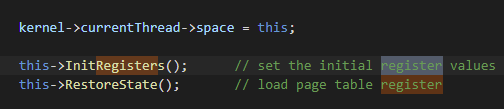 kernel->currentThread->space = this;
this->InitRegisters();      // set the initial register values
this->RestoreState();       // load page table register